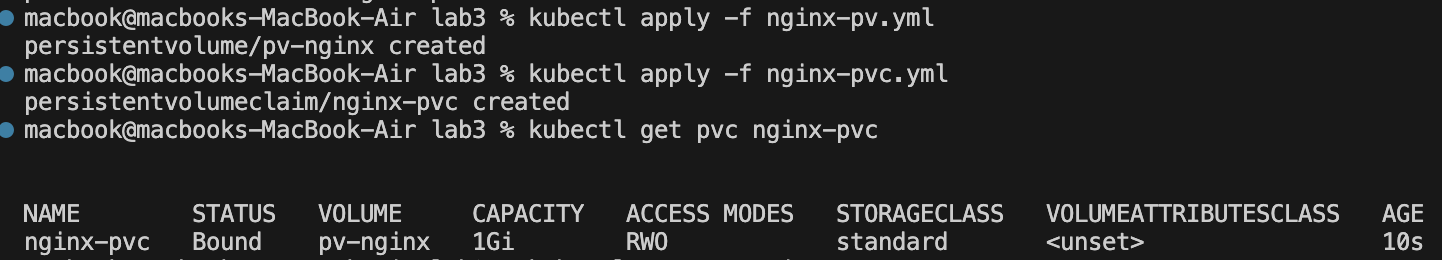 macbook@macbooks-MacBook-Air lab3 % kubectl apply -f nginx-pv.yml
persistentvolume/pv-nginx created
macbook@macbooks-MacBook-Air lab3 % kubectl apply -f nginx-pvc.yml
persistentvolumeclaim/nginx-pvc created
macbook@macbooks-MacBook-Air lab3 % kubectl get pvc nginx-pvc
NAME STATUS VOLUME CAPACITY ACCESS MODES STORAGECLASS VOLUMEATTRIBUTESCLASS AGE
nginx-pvc Bound pv-nginx 1Gi RWO standard <unset> 10s